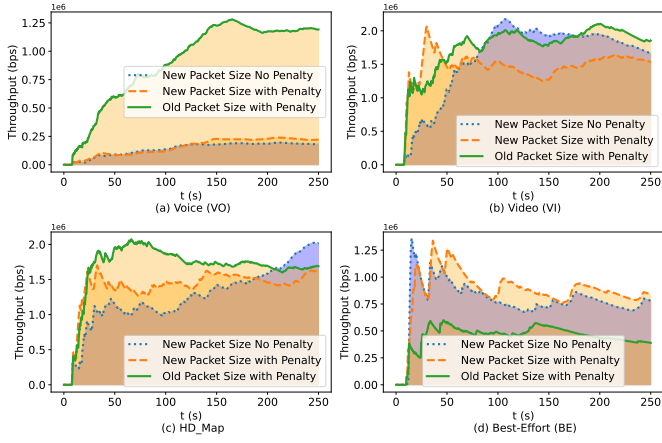 1e6
Throughput (bps)
1.25
1.00
0.75
0.50
0.25
0.00
New Packet Size No Penalty
New Packet Size with Penalty
Old Packet Size with Penalty
0 50 100 150 200 250
t (s)
(a) Voice (VO)
1e6
Throughput (bps)
2.0
1.5
1.0
0.5
0.0
New Packet Size No Penalty
New Packet Size with Penalty
Old Packet Size with Penalty
0 50 100 150 200 250
t (s)
(b) Video (VI)
1e6
Throughput (bps)
2.0
1.5
1.0
0.5
0.0
New Packet Size No Penalty
New Packet Size with Penalty
Old Packet Size with Penalty
0 50 100 150 200 250
t (s)
(c) HD_Map
1e6
Throughput (bps)
1.25
1.00
0.75
0.50
0.25
0.00
New Packet Size No Penalty
New Packet Size with Penalty
Old Packet Size with Penalty
0 50 100 150 200 250
t (s)
(d) Best-Effort (BE)